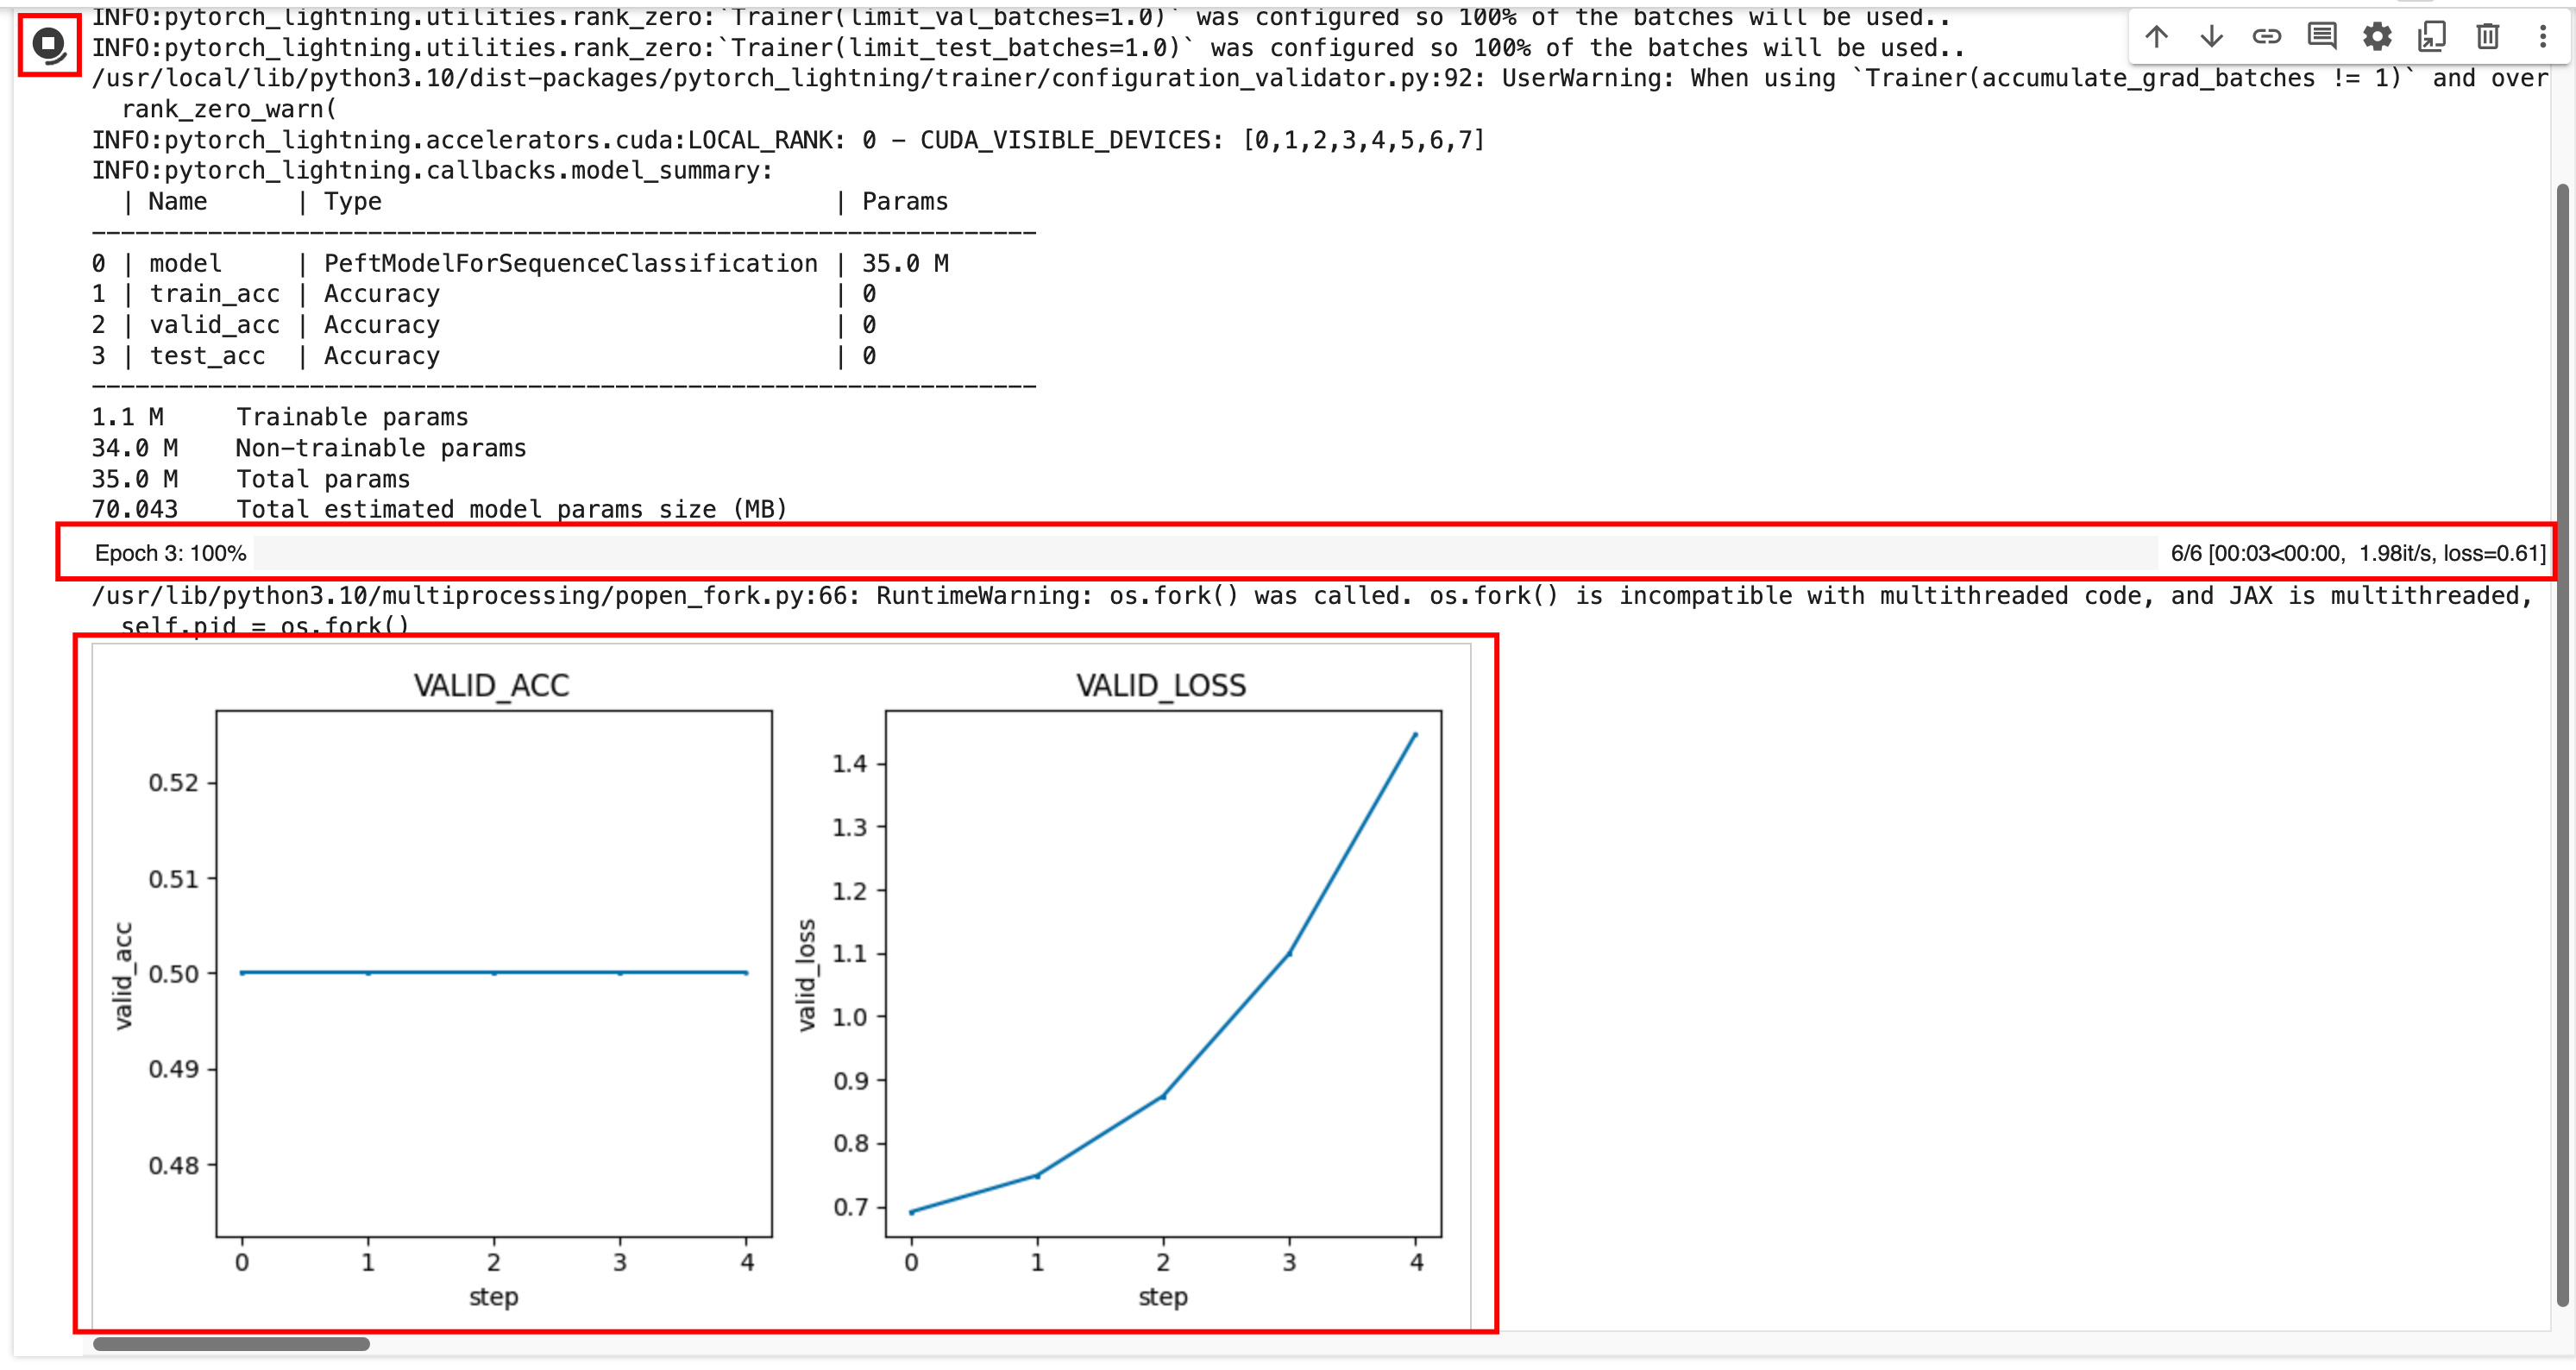 INFO:pytorch_lightning.utilities.rank_zero:`Trainer(limit_val_batches=1.0)` was configured so 100% of the batches will be used..
INFO:pytorch_lightning.utilities.rank_zero:`Trainer(limit_test_batches=1.0)` was configured so 100% of the batches will be used..
/usr/local/lib/python3.10/dist-packages/pytorch_lightning/trainer/configuration_validator.py:92: UserWarning: When using `Trainer(accumulate_grad_batches != 1)` and over
rank_zero_warn(
INFO:pytorch_lightning.accelerators.cuda:LOCAL_RANK: 0 - CUDA_VISIBLE_DEVICES: [0,1,2,3,4,5,6,7]
INFO:pytorch_lightning.callbacks.model_summary:
| Name | Type | Params
-----------------------------------------------------------------
0 | model | PeftModelForSequenceClassification | 35.0 M
1 | train_acc | Accuracy | 0
2 | valid_acc | Accuracy | 0
3 | test_acc | Accuracy | 0
-----------------------------------------------------------------
1.1 M Trainable params
34.0 M Non-trainable params
35.0 M Total params
70.043 Total estimated model params size (MB)
Epoch 3: 100% 6/6 [00:03<00:00, 1.98it/s, loss=0.61]
/usr/lib/python3.10/multiprocessing/popen_fork.py:66: RuntimeWarning: os.fork() was called. os.fork() is incompatible with multithreaded code, and JAX is multithreaded,
self.pid = os.fork()
VALID_ACC
0.52
0.51
0.50
0.49
0.48
valid_acc
0 1 2 3 4
step
VALID_LOSS
1.4
1.3
1.2
1.1
1.0
0.9
0.8
0.7
valid_loss
0 1 2 3 4
step